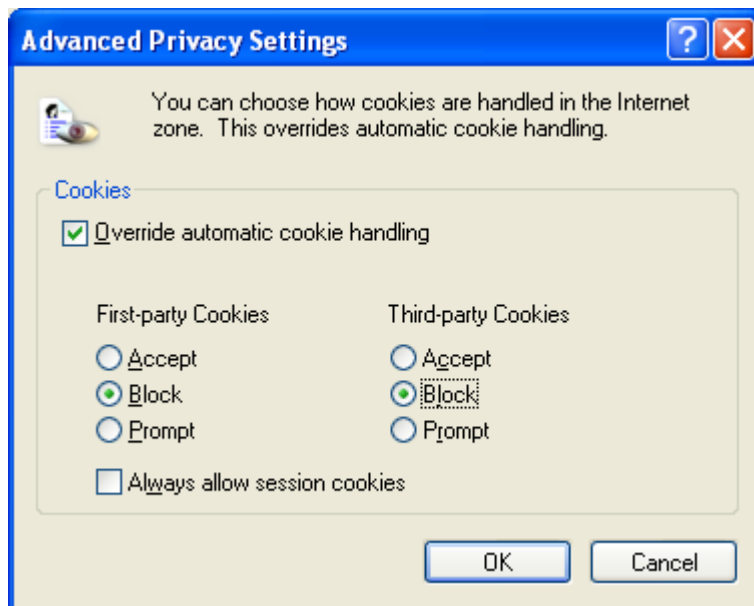 Advanced Privacy Settings
You can choose how cookies are handled in the Internet
zone.  This overrides automatic cookie handling.
Cookies
Override automatic cookie handling
First-party Cookies
Third-party Cookies
Accept
Accept
Block
Block
Prompt
Prompt
Always allow session cookies
OK
Cancel